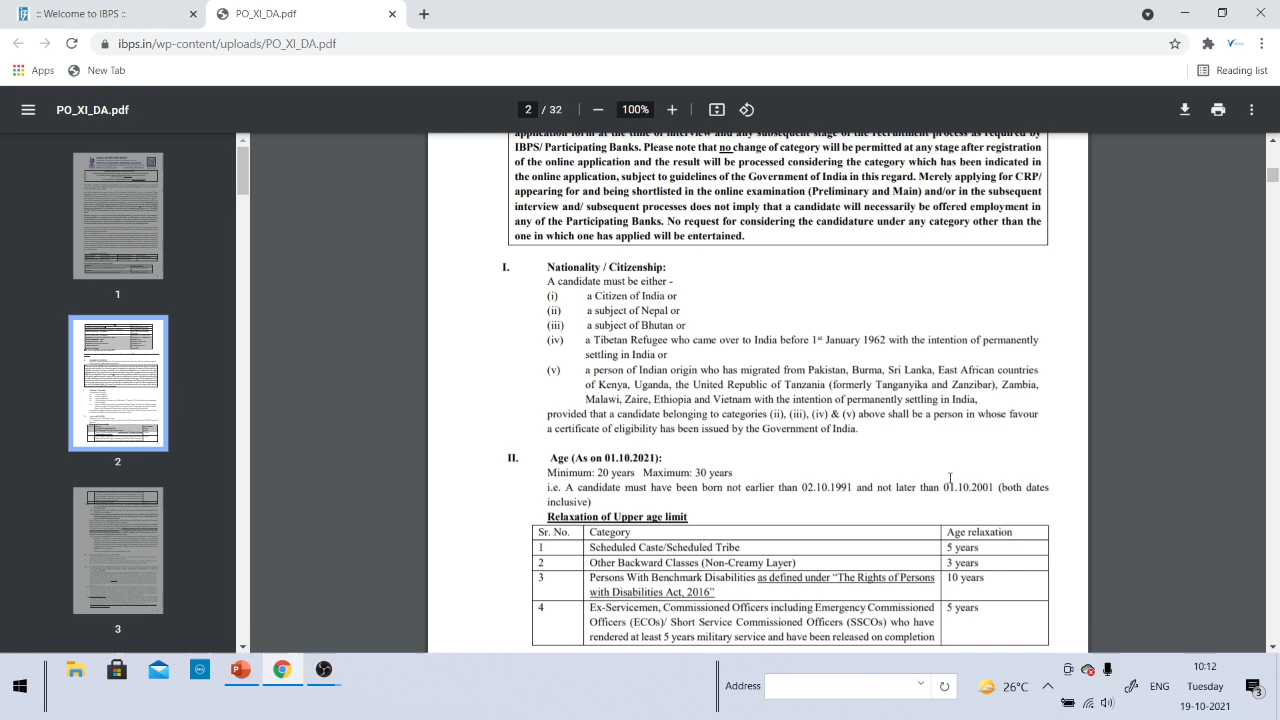 :: Welcome to IBPS ::
PO_XI_DA.pdf
ibps.in/wp-content/uploads/PO_XI_DA.pdf
Apps
New Tab
Reading list
PO_XI_DA.pdf
2 / 32
100%
1
2
3
application form at the time of interview and any subsequent stage of the recruitment process as required by
IBPS/ Participating Banks. Please note that no change of category will be permitted at any stage after registration
of the online application and the result will be processed considering the category which has been indicated in
the online application, subject to guidelines of the Government of India in this regard. Merely applying for CRP/
appearing for and being shortlisted in the online examination (Preliminary and Main) and/or in the subsequent
interview and/ subsequent processes does not imply that a candidate will necessarily be offered employment in
any of the Participating Banks. No request for considering the candidature under any category other than the
one in which one has applied will be entertained.
I. Nationality / Citizenship:
A candidate must be either -
(i) a Citizen of India or
(ii) a subject of Nepal or
(iii) a subject of Bhutan or
(iv) a Tibetan Refugee who came over to India before 1st January 1962 with the intention of permanently
settling in India or
(v) a person of Indian origin who has migrated from Pakistan, Burma, Sri Lanka, East African countries
of Kenya, Uganda, the United Republic of Tanzania (formerly Tanganyika and Zanzibar), Zambia,
Malawi, Zaire, Ethiopia and Vietnam with the intention of permanently settling in India,
provided that a candidate belonging to categories (ii), (iii), (iv) & (v) above shall be a person in whose favour
a certificate of eligibility has been issued by the Government of India.
II. Age (As on 01.10.2021):
Minimum: 20 years Maximum: 30 years
i.e. A candidate must have been born not earlier than 02.10.1991 and not later than 01.10.2001 (both dates
inclusive)
Relaxation of Upper age limit
Sr. No. Category Age relaxation
1 Scheduled Caste/Scheduled Tribe 5 years
2 Other Backward Classes (Non-Creamy Layer) 3 years
3 Persons With Benchmark Disabilities as defined under "The Rights of Persons 10 years
with Disabilities Act, 2016"
4 Ex-Servicemen, Commissioned Officers including Emergency Commissioned 5 years
Officers (ECOs)/ Short Service Commissioned Officers (SSCOs) who have
rendered at least 5 years military service and have been released on completion
Address
26°C
ENG
10:12
Tuesday
19-10-2021
3